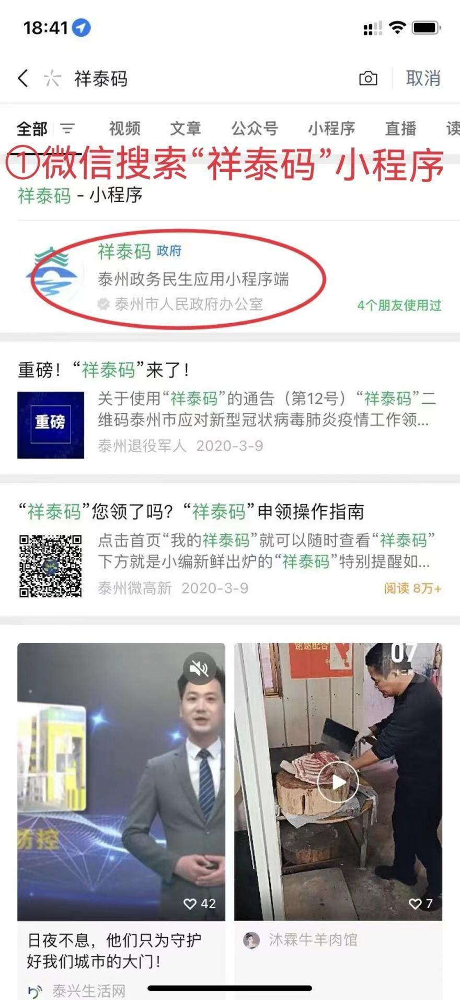 18:41
祥泰码
取消
全部 视频 文章 公众号 小程序 直播 读
①微信搜索“祥泰码”小程序
祥泰码 - 小程序
祥泰码 政府
泰州政务民生应用小程序端
泰州市人民政府办公室
4个朋友使用过
重磅！“祥泰码”来了！
重磅
关于使用“祥泰码”的通告（第12号）“祥泰码”二
维码泰州市应对新型冠状病毒肺炎疫情工作领...
泰州退役军人 2020-3-9
“祥泰码”您领了吗？“祥泰码”申领操作指南
点击首页“我的祥泰码”就可以随时查看“祥泰码”
下方就是小编新鲜出炉的“祥泰码”特别提醒如...
泰州微高新 2020-3-9
阅读 8万+
谢谢配合
07
十二月
防控
42
7
日夜不息，他们只为守护
好我们城市的大门！
泰兴生活网
沐霖牛羊肉馆